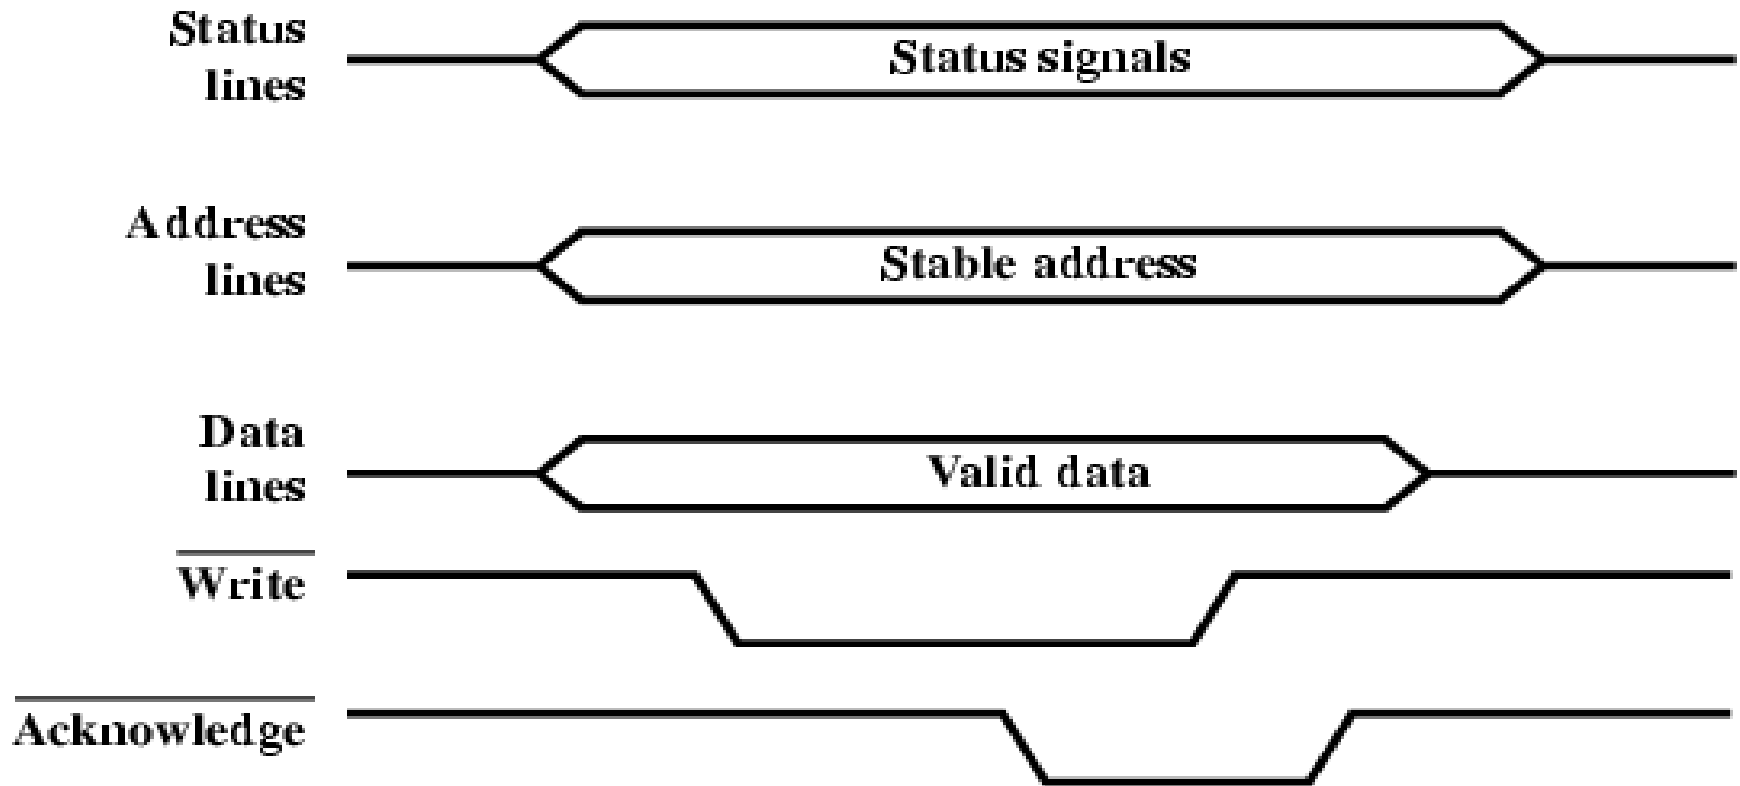 Status
lines
Status signals
Address
lines
Stable address
Data
lines
Valid data
Write
Acknowledge